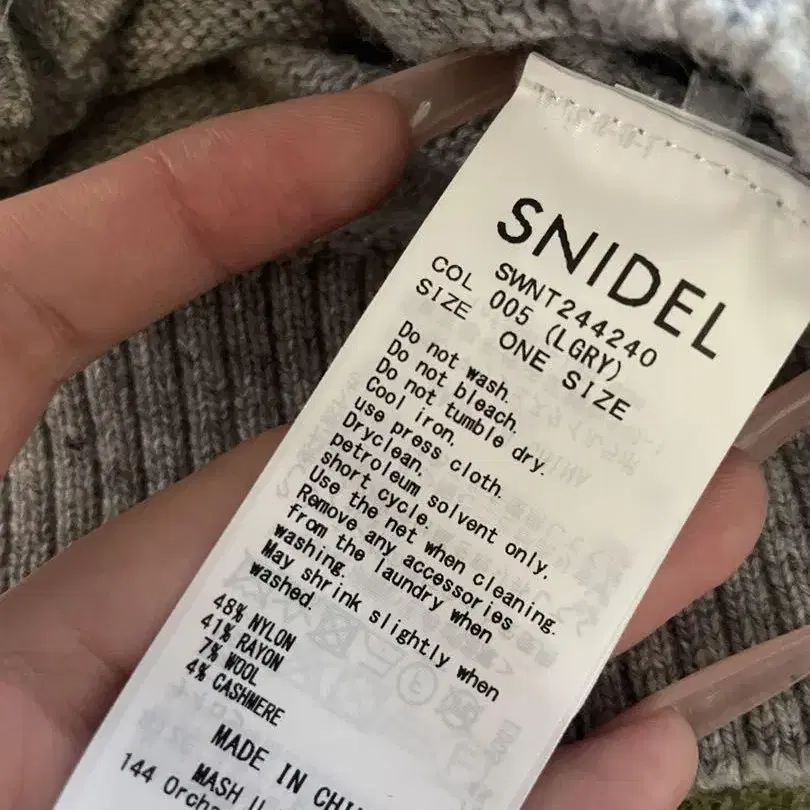 SNIDEL
SWNT244240
COL 005 (LGRY)
SIZE ONE SIZE
Do not wash.
Do not bleach.
Do not tumble dry.
Cool iron.
use press cloth.
Dryclean.
petroleum solvent only.
short cycle.
Use the net when cleaning.
Remove any accessories
from the laundry when
washing.
May shrink slightly when
washed.
48% NYLON
41% RAYON
7% WOOL
4% CASHMERE
MADE IN
MASH
144